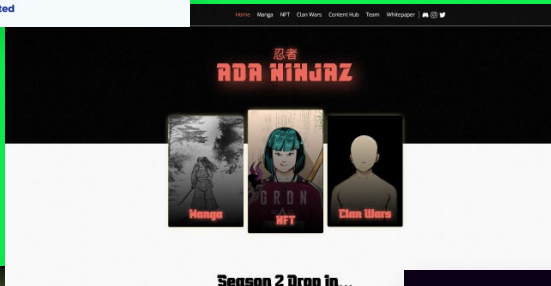 ted
Home Manga NFT Clan Wars Content Hub Team Whitepaper
忍者
ADA NINJAZ
GRDN
Manga
NFT
Clan Wars
Season 2 Drop in...